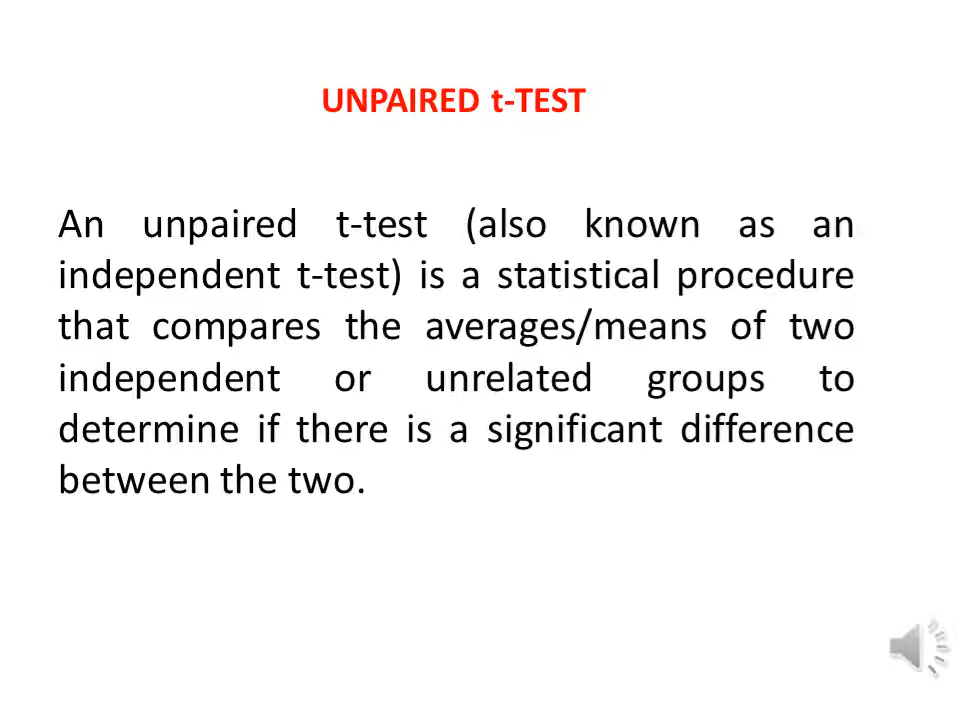 UNPAIRED t-TEST
An unpaired t-test (also known as an
independent t-test) is a statistical procedure
that compares the averages/means of two
independent or unrelated groups to
determine if there is a significant difference
between the two.